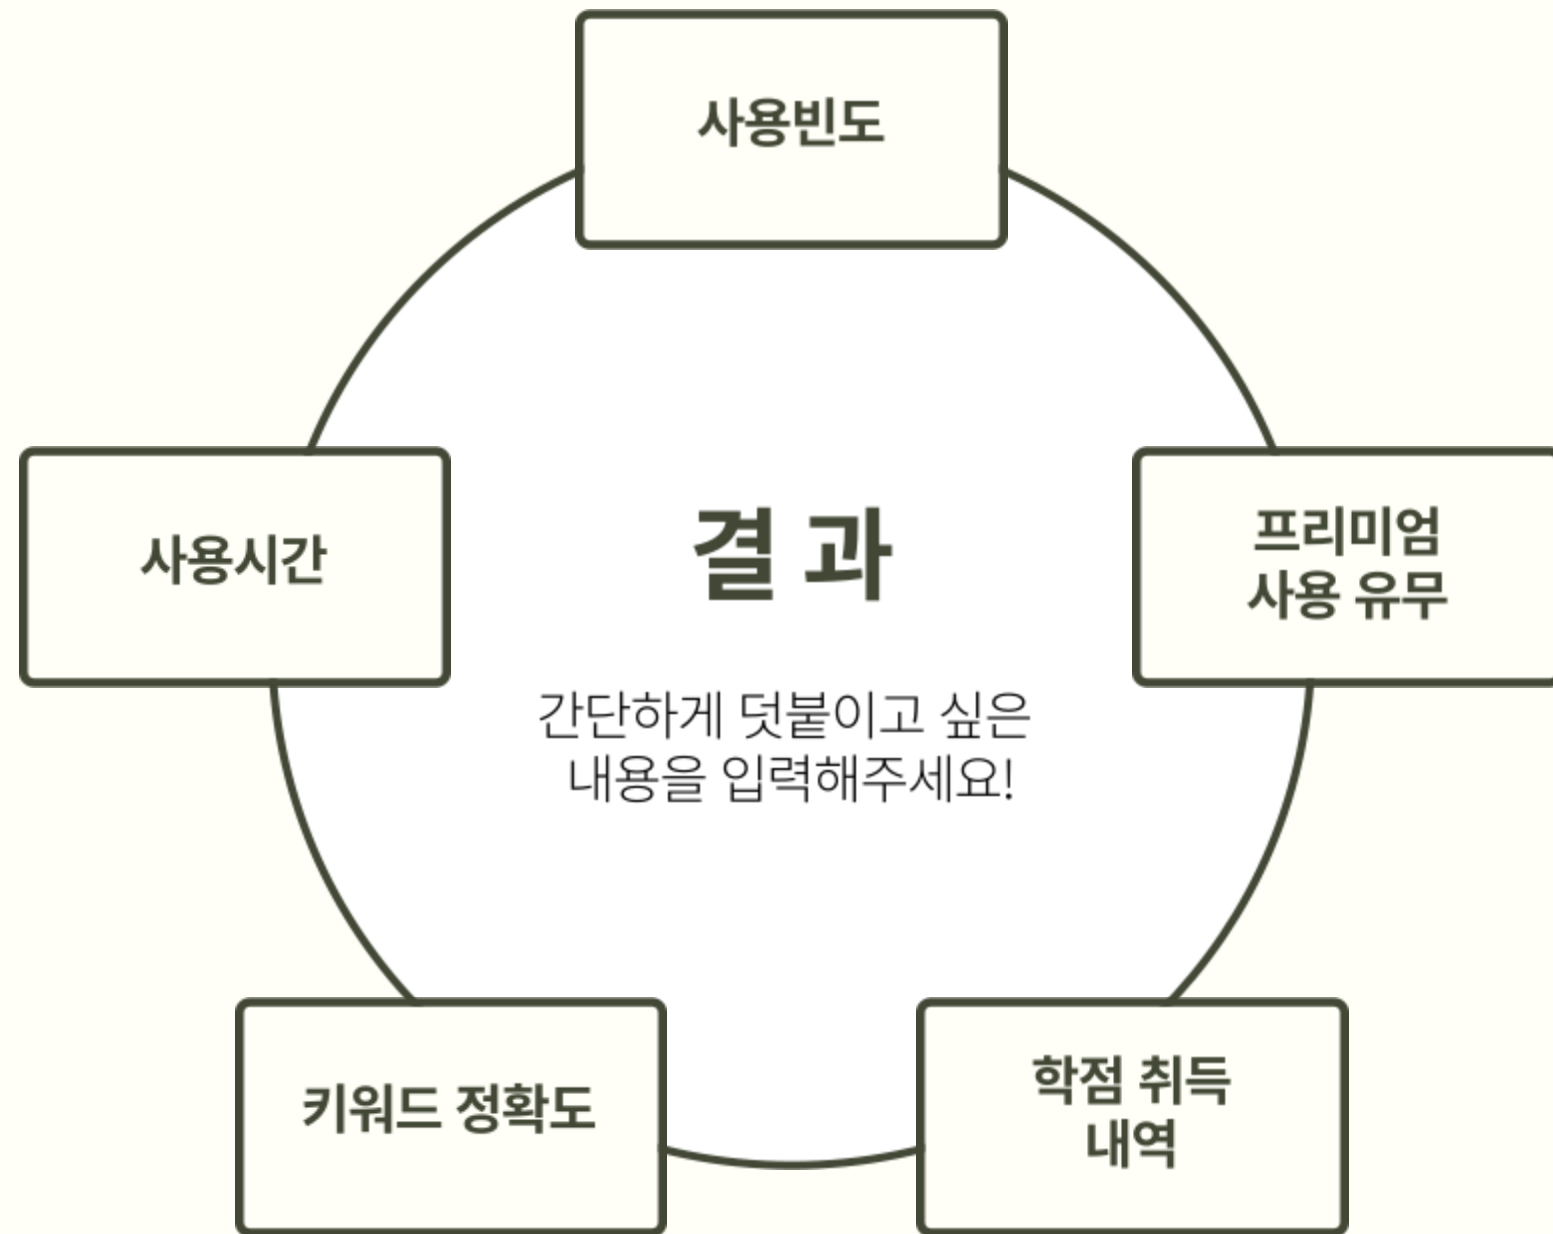 사용빈도
사용시간
결과
프리미엄
사용 유무
간단하게 덧붙이고 싶은
내용을 입력해주세요!
키워드 정확도
학점 취득
내역